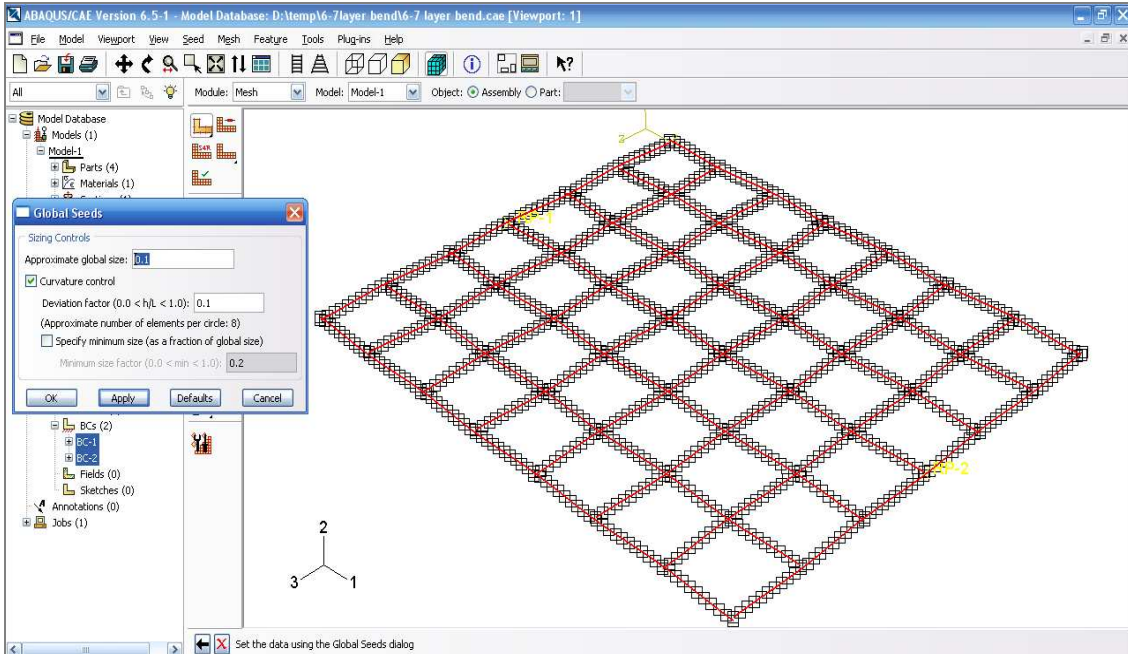 ABAQUS/CAE Version 6.5-1 - Model Database: D:\temp\6-7layer bend\6-7 layer bend.cae [Viewport: 1]
File Model Viewport View Seed Mesh Feature Tools Plug-ins Help
All Module: Mesh Model: Model-1 Object: Assembly Part:
Model Database
Models (1)
Model-1
Parts (4)
Materials (1)
Global Seeds
Sizing Controls
Approximate global size: 0.1
Curvature control
Deviation factor (0.0 < h/L < 1.0): 0.1
(Approximate number of elements per circle: 8)
Specify minimum size (as a fraction of global size)
Minimum size factor (0.0 < min < 1.0): 0.2
OK Apply Defaults Cancel
BCs (2)
BC-1
BC-2
Fields (0)
Sketches (0)
Annotations (0)
Jobs (1)
S4R
Z
RP-2
2
3 1
Set the data using the Global Seeds dialog